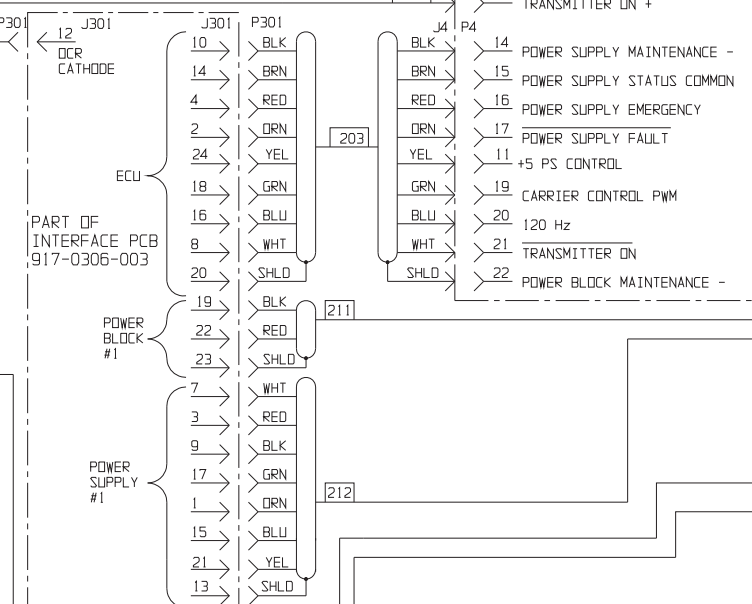 TRANSMITTER ON +
P301 J301 J301 P301 J4 P4
12
OCR
CATHODE
10 BLK BLK 14 POWER SUPPLY MAINTENANCE -
14 BRN BRN 15 POWER SUPPLY STATUS COMMON
4 RED RED 16 POWER SUPPLY EMERGENCY
2 ORN ORN 17 POWER SUPPLY FAULT
203
24 YEL YEL 11 +5 PS CONTROL
ECU
18 GRN GRN 19 CARRIER CONTROL PWM
16 BLU BLU 20 120 Hz
8 WHT WHT 21 TRANSMITTER ON
20 SHLD SHLD 22 POWER BLOCK MAINTENANCE -
PART OF
INTERFACE PCB
917-0306-003
19 BLK 211
POWER
BLOCK
#1
22 RED
23 SHLD
7 WHT
3 RED
9 BLK
POWER
SUPPLY
#1
17 GRN
212
1 ORN
15 BLU
21 YEL
13 SHLD